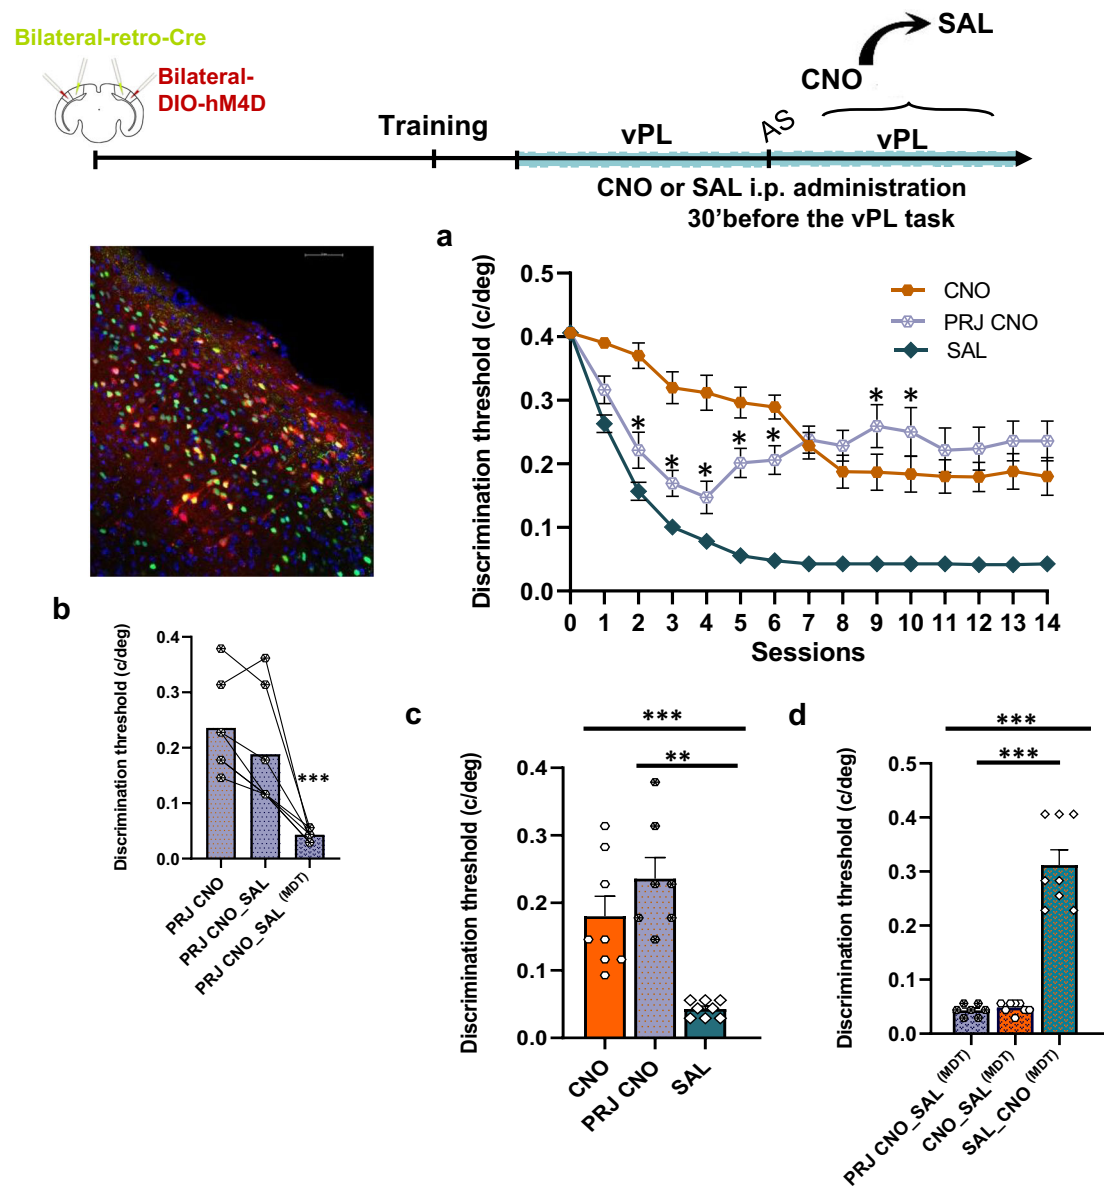 Bilateral-retro-Cre
Bilateral-
DIO-hM4D
SAL
CNO
Training
vPL
AS
vPL
CNO or SAL i.p. administration
30'before the vPL task
a
Discrimination threshold (c/deg)
0.5
0.4
0.3
0.2
0.1
0.0
CNO
PRJ CNO
SAL
* * * * * * * *
0 1 2 3 4 5 6 7 8 9 10 11 12 13 14
Sessions
b
Discrimination threshold (c/deg)
0.4
0.3
0.2
0.1
0.0
***
PRJ CNO
PRJ CNO_SAL
PRJ CNO_SAL (MDT)
c
Discrimination threshold (c/deg)
0.4
0.3
0.2
0.1
0.0
***
**
CNO
PRJ CNO
SAL
d
Discrimination threshold (c/deg)
0.5
0.4
0.3
0.2
0.1
0.0
***
***
PRJ CNO_SAL (MDT)
CNO_SAL (MDT)
SAL_CNO (MDT)